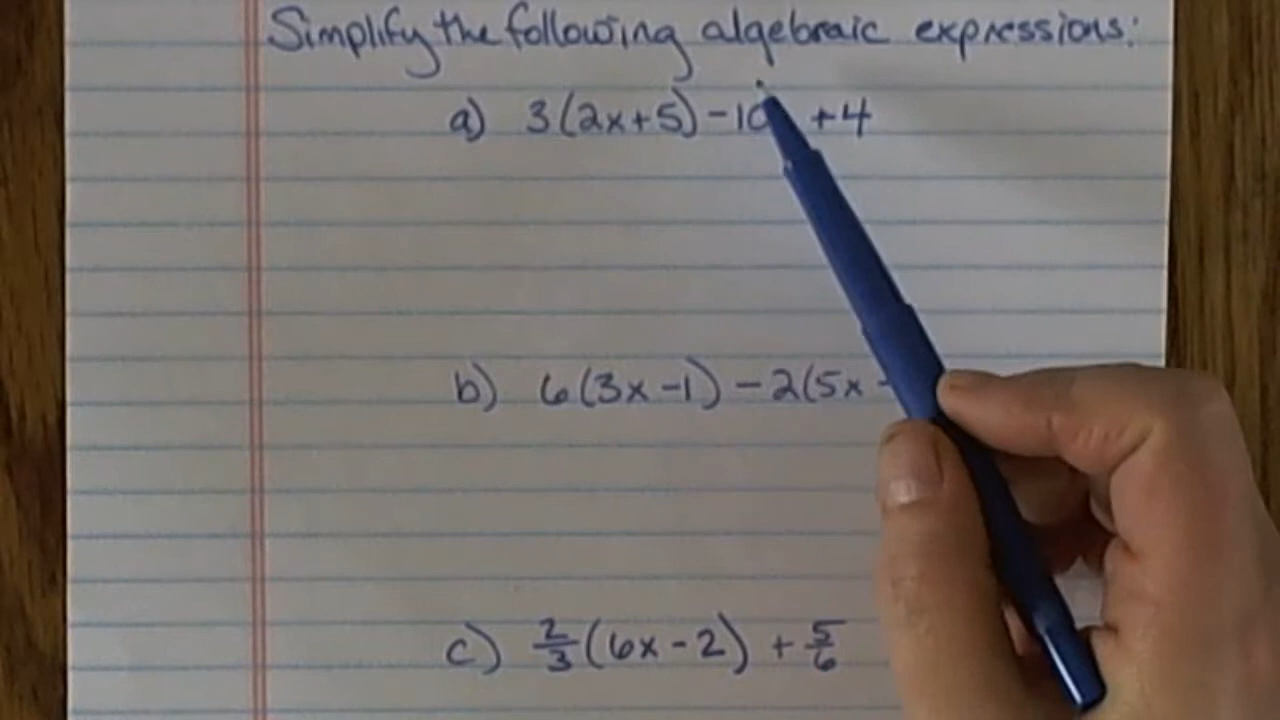 Simplify the following algebraic expressions:
a) 3(2x+5)-10 +4
b) 6(3x-1)-2(5x-
c) 2/3(6x-2)+5/6